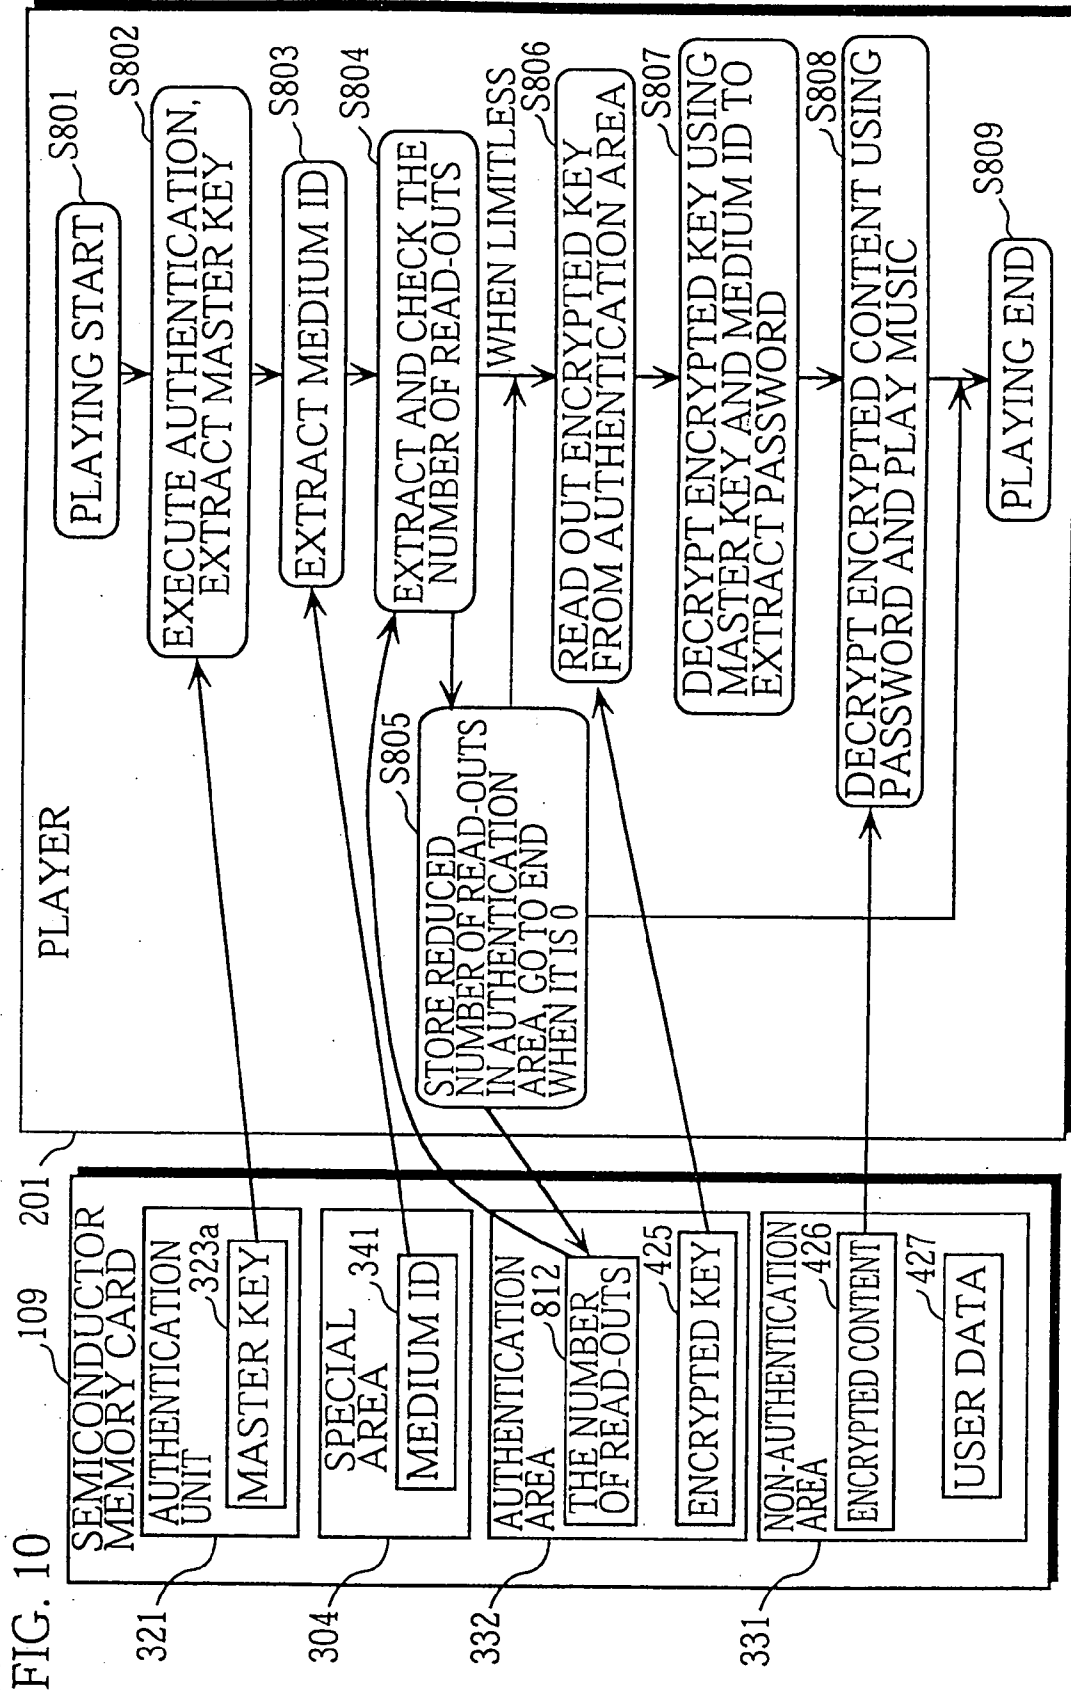 FIG. 10
SEMICONDUCTOR
MEMORY CARD
109
321
AUTHENTICATION
UNIT
323a
MASTER KEY
304
SPECIAL
AREA
341
MEDIUM ID
332
AUTHENTICATION
AREA
812
THE NUMBER
OF READ-OUTS
425
ENCRYPTED KEY
331
NON-AUTHENTICATION
AREA
426
ENCRYPTED CONTENT
427
USER DATA
201
PLAYER
PLAYING START
S801
EXECUTE AUTHENTICATION,
EXTRACT MASTER KEY
S802
EXTRACT MEDIUM ID
S803
EXTRACT AND CHECK THE
NUMBER OF READ-OUTS
S804
STORE REDUCED
NUMBER OF READ-OUTS
IN AUTHENTICATION
AREA, GO TO END
WHEN IT IS 0
S805
WHEN LIMITLESS
READ OUT ENCRYPTED KEY
FROM AUTHENTICATION AREA
S806
DECRYPT ENCRYPTED KEY USING
MASTER KEY AND MEDIUM ID TO
EXTRACT PASSWORD
S807
DECRYPT ENCRYPTED CONTENT USING
PASSWORD AND PLAY MUSIC
S808
PLAYING END
S809